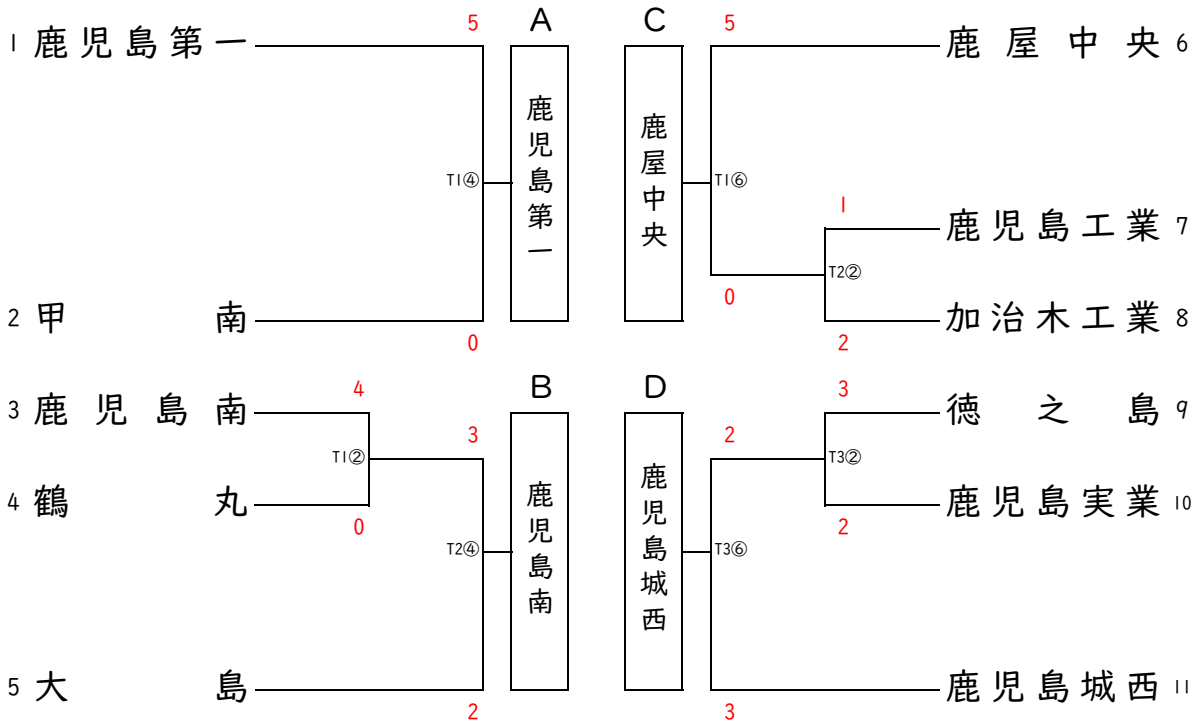 5 A C 5
1 鹿児島第一 鹿屋中央 6
鹿児島第一
鹿屋中央
T1④ T1⑥
1
鹿児島工業 7
T2②
0
2 甲南 加治木工業 8
0 2
4 B D 3
3 鹿児島南 徳之島 9
3 2
T1② T3②
鹿児島南
鹿児島城西
4 鶴丸 鹿児島実業 10
0 2
T2④ T3⑥
5 大島 鹿児島城西 11
2 3